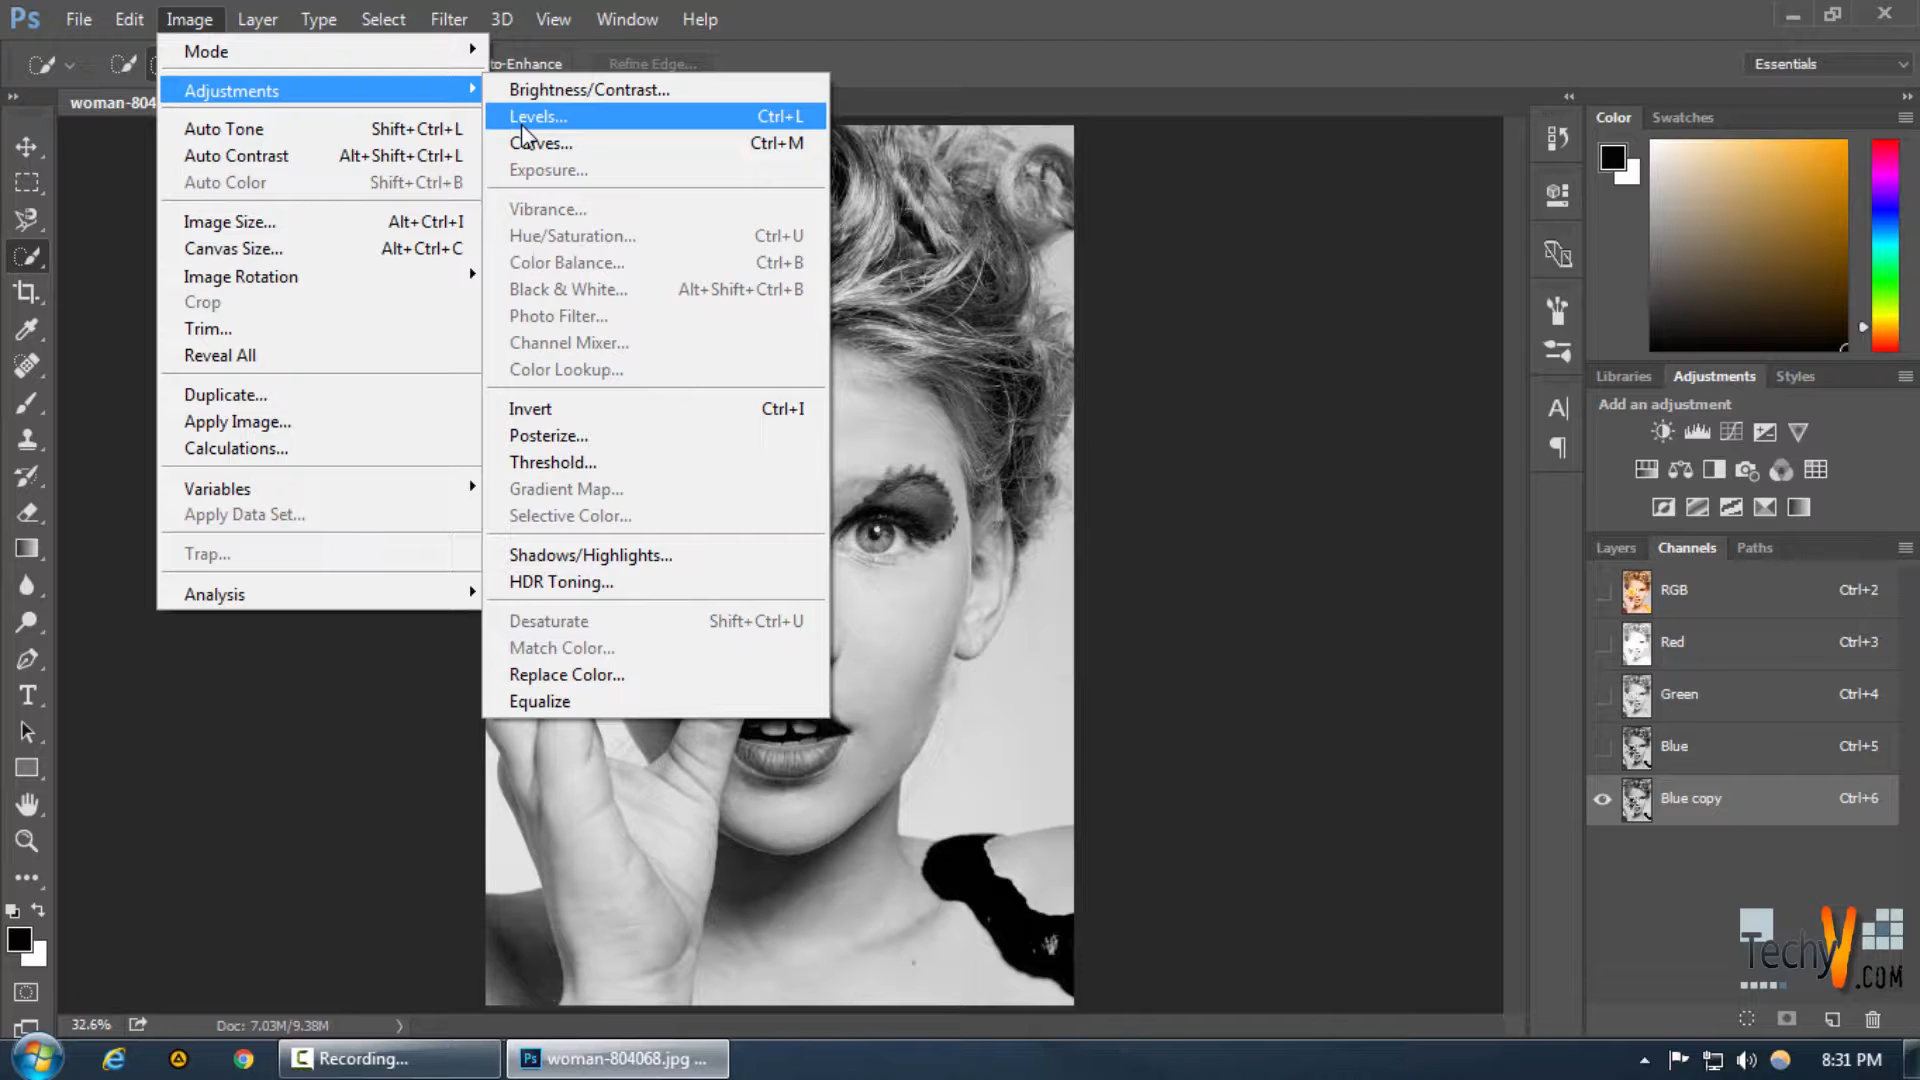 Ps File Edit Image Layer Type Select Filter 3D View Window Help
to-Enhance Refine Edge... Essentials
woman-804
Mode
Adjustments
Auto Tone Shift+Ctrl+L
Auto Contrast Alt+Shift+Ctrl+L
Auto Color Shift+Ctrl+B
Image Size... Alt+Ctrl+I
Canvas Size... Alt+Ctrl+C
Image Rotation
Crop
Trim...
Reveal All
Duplicate...
Apply Image...
Calculations...
Variables
Apply Data Set...
Trap...
Analysis
Brightness/Contrast...
Levels... Ctrl+L
Curves... Ctrl+M
Exposure...
Vibrance...
Hue/Saturation... Ctrl+U
Color Balance... Ctrl+B
Black & White... Alt+Shift+Ctrl+B
Photo Filter...
Channel Mixer...
Color Lookup...
Invert Ctrl+I
Posterize...
Threshold...
Gradient Map...
Selective Color...
Shadows/Highlights...
HDR Toning...
Desaturate Shift+Ctrl+U
Match Color...
Replace Color...
Equalize
Color Swatches
Libraries Adjustments Styles
Add an adjustment
Layers Channels Paths
RGB Ctrl+2
Red Ctrl+3
Green Ctrl+4
Blue Ctrl+5
Blue copy Ctrl+6
TechyV
.COM
32.6% Doc: 7.03M/9.38M
Recording... Ps woman-804068.jpg ... 8:31 PM